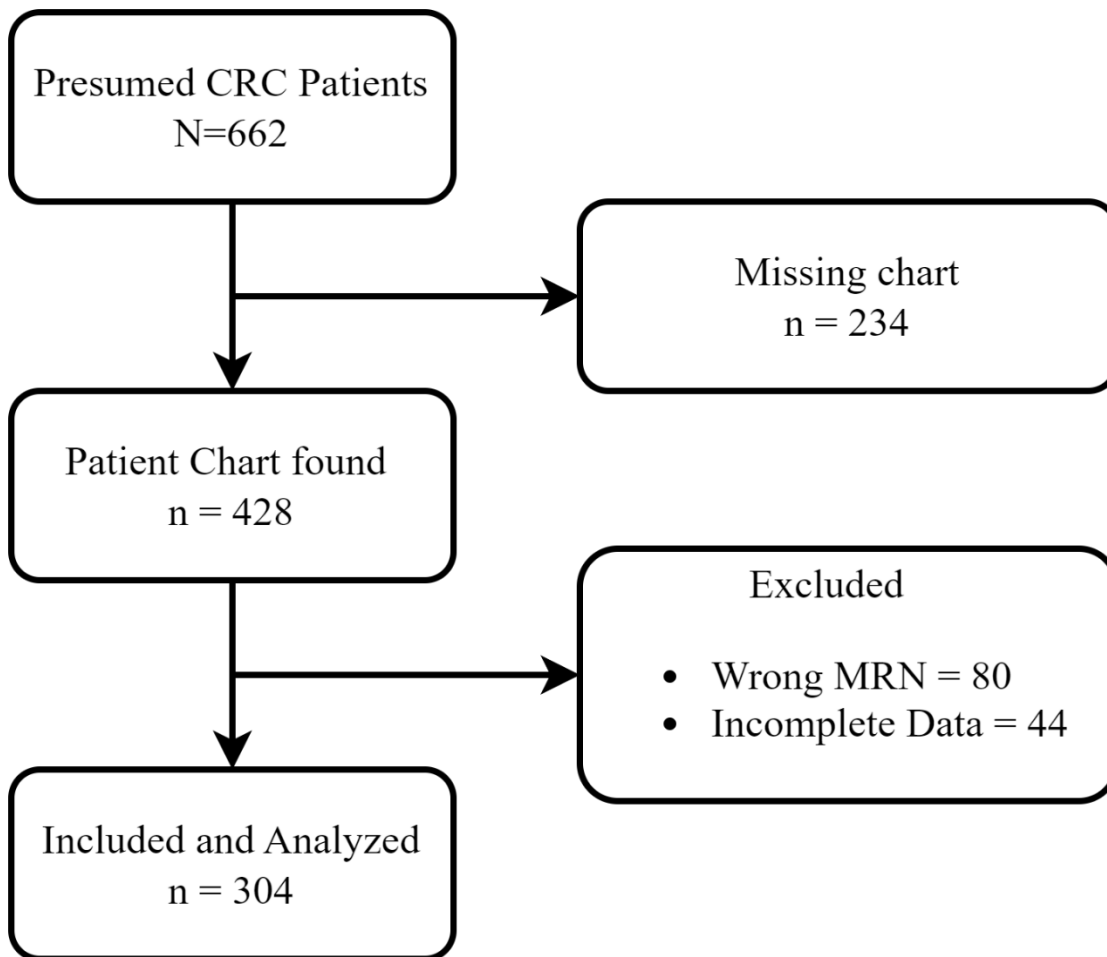 Presumed CRC Patients
N=662
Missing chart
n = 234
Patient Chart found
n = 428
Excluded
• Wrong MRN = 80
• Incomplete Data = 44
Included and Analyzed
n = 304